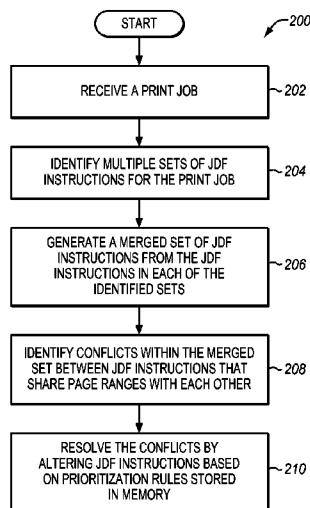 START
200
RECEIVE A PRINT JOB
202
IDENTIFY MULTIPLE SETS OF JDF
INSTRUCTIONS FOR THE PRINT JOB
204
GENERATE A MERGED SET OF JDF
INSTRUCTIONS FROM THE JDF
INSTRUCTIONS IN EACH OF THE
IDENTIFIED SETS
206
IDENTIFY CONFLICTS WITHIN THE MERGED
SET BETWEEN JDF INSTRUCTIONS THAT
SHARE PAGE RANGES WITH EACH OTHER
208
RESOLVE THE CONFLICTS BY
ALTERING JDF INSTRUCTIONS BASED
ON PRIORITIZATION RULES STORED
IN MEMORY
210